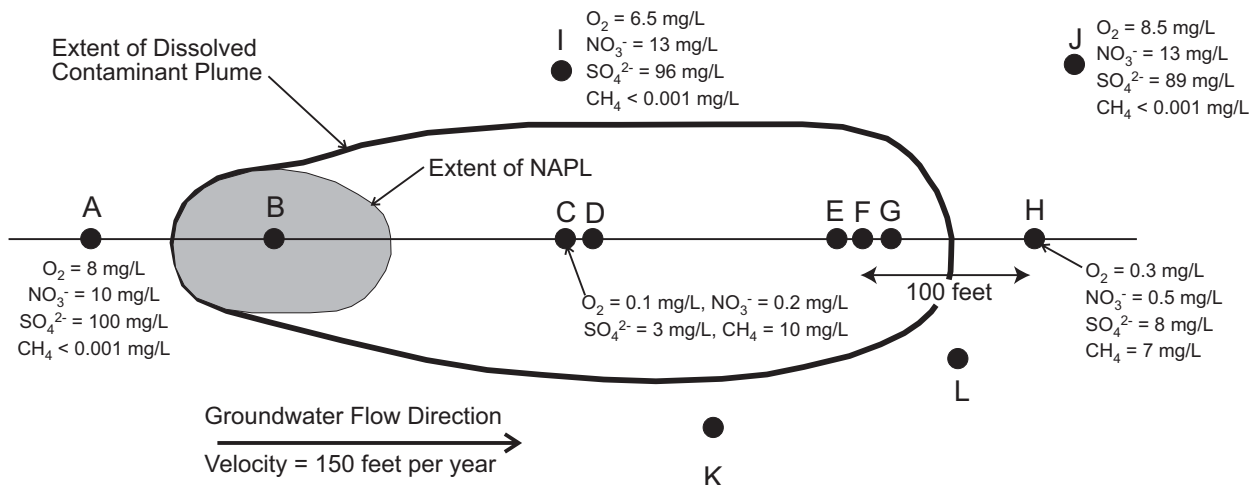 O₂ = 6.5 mg/L
NO₃⁻ = 13 mg/L
SO₄²⁻ = 96 mg/L
CH₄ < 0.001 mg/L
I
J
O₂ = 8.5 mg/L
NO₃⁻ = 13 mg/L
SO₄²⁻ = 89 mg/L
CH₄ < 0.001 mg/L
Extent of Dissolved
Contaminant Plume
Extent of NAPL
A
B
C
D
E
F
G
H
O₂ = 8 mg/L
NO₃⁻ = 10 mg/L
SO₄²⁻ = 100 mg/L
CH₄ < 0.001 mg/L
O₂ = 0.1 mg/L, NO₃⁻ = 0.2 mg/L
SO₄²⁻ = 3 mg/L, CH₄ = 10 mg/L
100 feet
O₂ = 0.3 mg/L
NO₃⁻ = 0.5 mg/L
SO₄²⁻ = 8 mg/L
CH₄ = 7 mg/L
L
K
Groundwater Flow Direction
Velocity = 150 feet per year